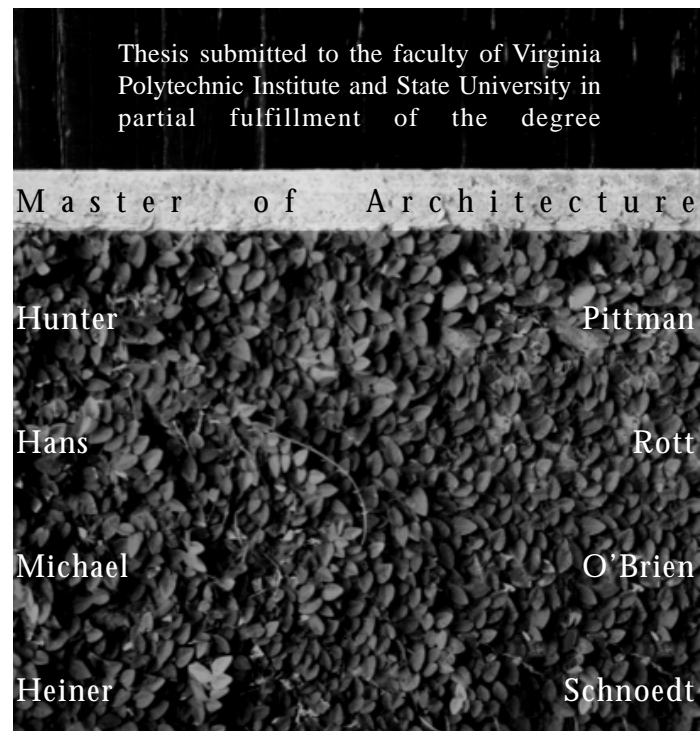 Thesis submitted to the faculty of Virginia
Polytechnic Institute and State University in
partial fulfillment of the degree
Master of Architecture
Hunter Pittman
Hans Rott
Michael O’Brien
Heiner Schnoedt